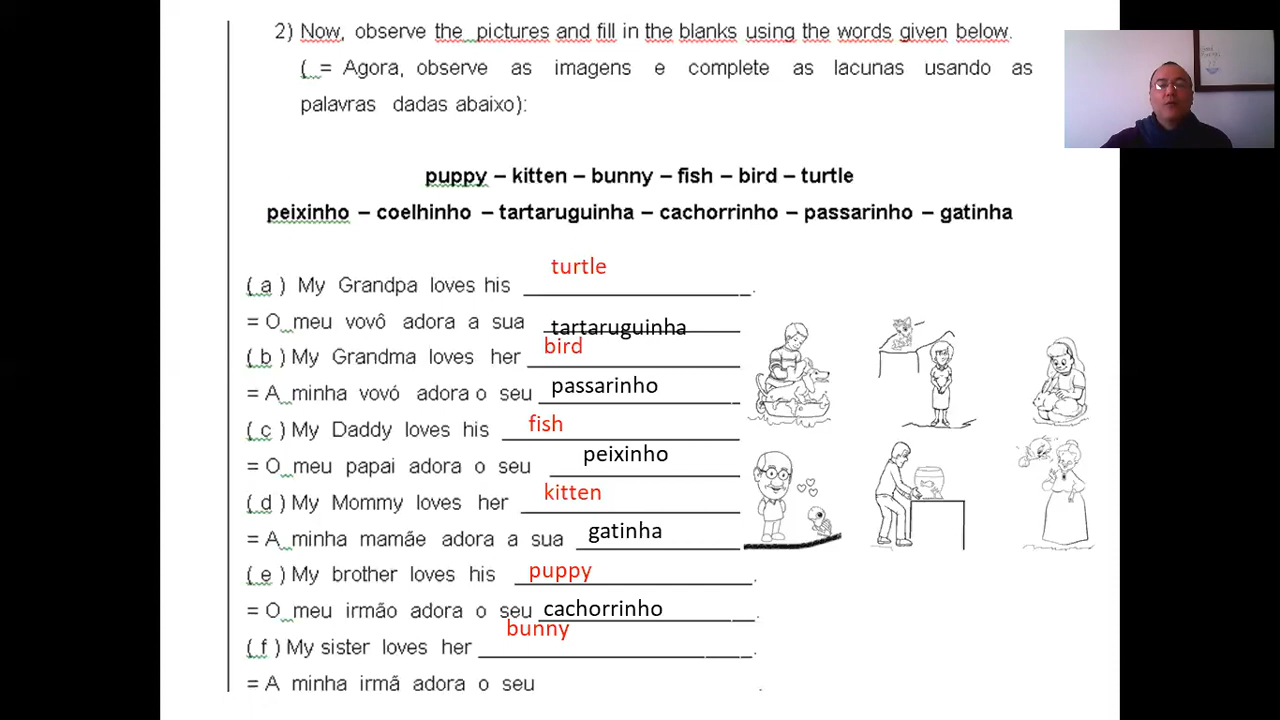 2) Now, observe the pictures and fill in the blanks using the words given below.
( = Agora, observe as imagens e complete as lacunas usando as
palavras dadas abaixo):
puppy – kitten – bunny – fish – bird – turtle
peixinho – coelhinho – tartaruguinha – cachorrinho – passarinho – gatinha
( a ) My Grandpa loves his turtle.
= O meu vovô adora a sua tartaruguinha
( b ) My Grandma loves her bird
= A minha vovó adora o seu passarinho
( c ) My Daddy loves his fish
= O meu papai adora o seu peixinho
( d ) My Mommy loves her kitten
= A minha mamãe adora a sua gatinha
( e ) My brother loves his puppy.
= O meu irmão adora o seu cachorrinho.
( f ) My sister loves her bunny.
= A minha irmã adora o seu .